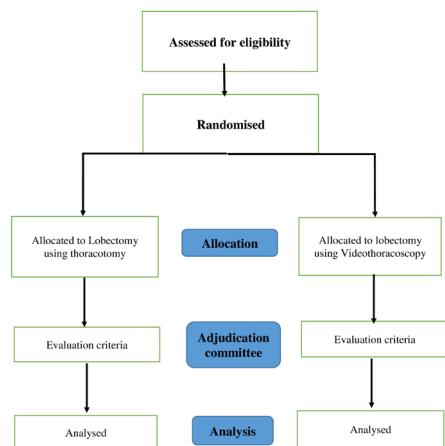 Assessed for eligibility
Randomised
Allocated to Lobectomy
using thoracotomy
Allocation
Allocated to lobectomy
using Videothoracoscopy
Evaluation criteria
Adjudication
committee
Evaluation criteria
Analysed
Analysis
Analysed